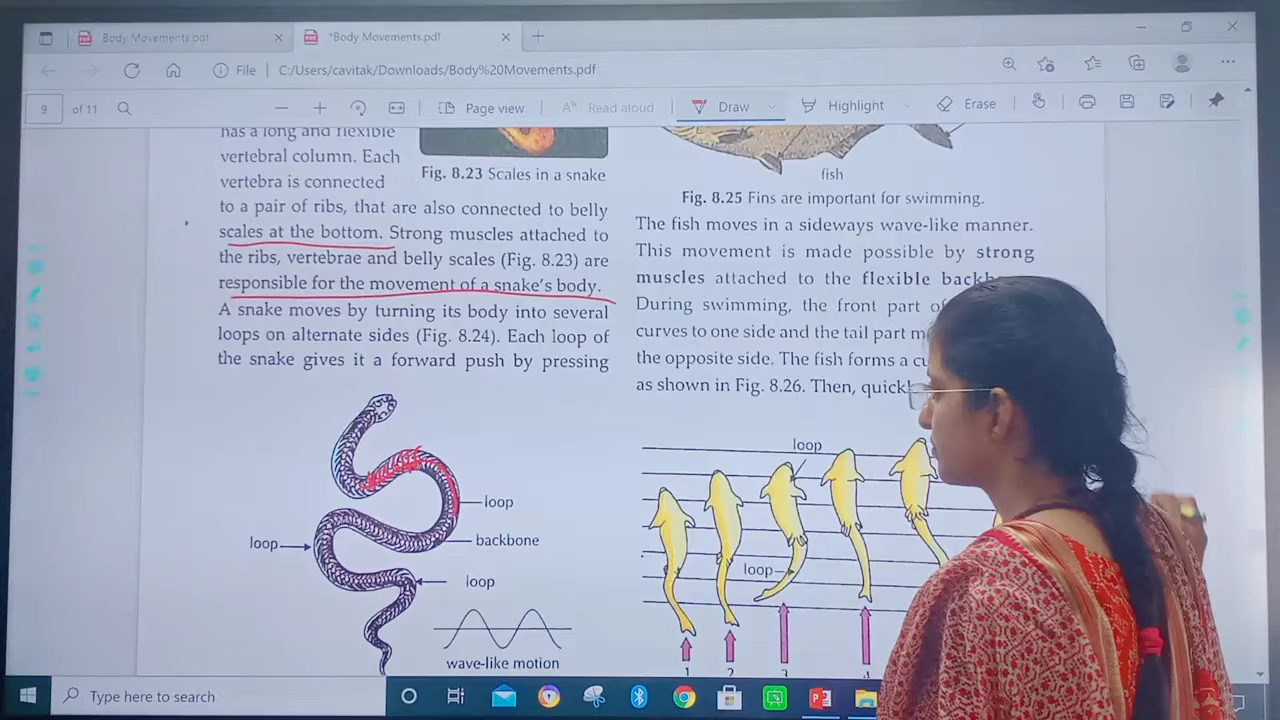 Body Movements.pdf
*Body Movements.pdf
File
C:/Users/cavitak/Downloads/Body%20Movements.pdf
9 of 11
Page view
Read aloud
Draw
Highlight
Erase
has a long and flexible
vertebral column. Each
vertebra is connected
to a pair of ribs, that are also connected to belly
scales at the bottom. Strong muscles attached to
the ribs, vertebrae and belly scales (Fig. 8.23) are
responsible for the movement of a snake's body.
A snake moves by turning its body into several
loops on alternate sides (Fig. 8.24). Each loop of
the snake gives it a forward push by pressing
Fig. 8.23 Scales in a snake
loop
backbone
loop
loop
wave-like motion
fish
Fig. 8.25 Fins are important for swimming.
The fish moves in a sideways wave-like manner.
This movement is made possible by strong
muscles attached to the flexible
During swimming, the front part
curves to one side and the tail part
the opposite side. The fish forms a
as shown in Fig. 8.26. Then,
loop
loop
1 2 3 4
Type here to search